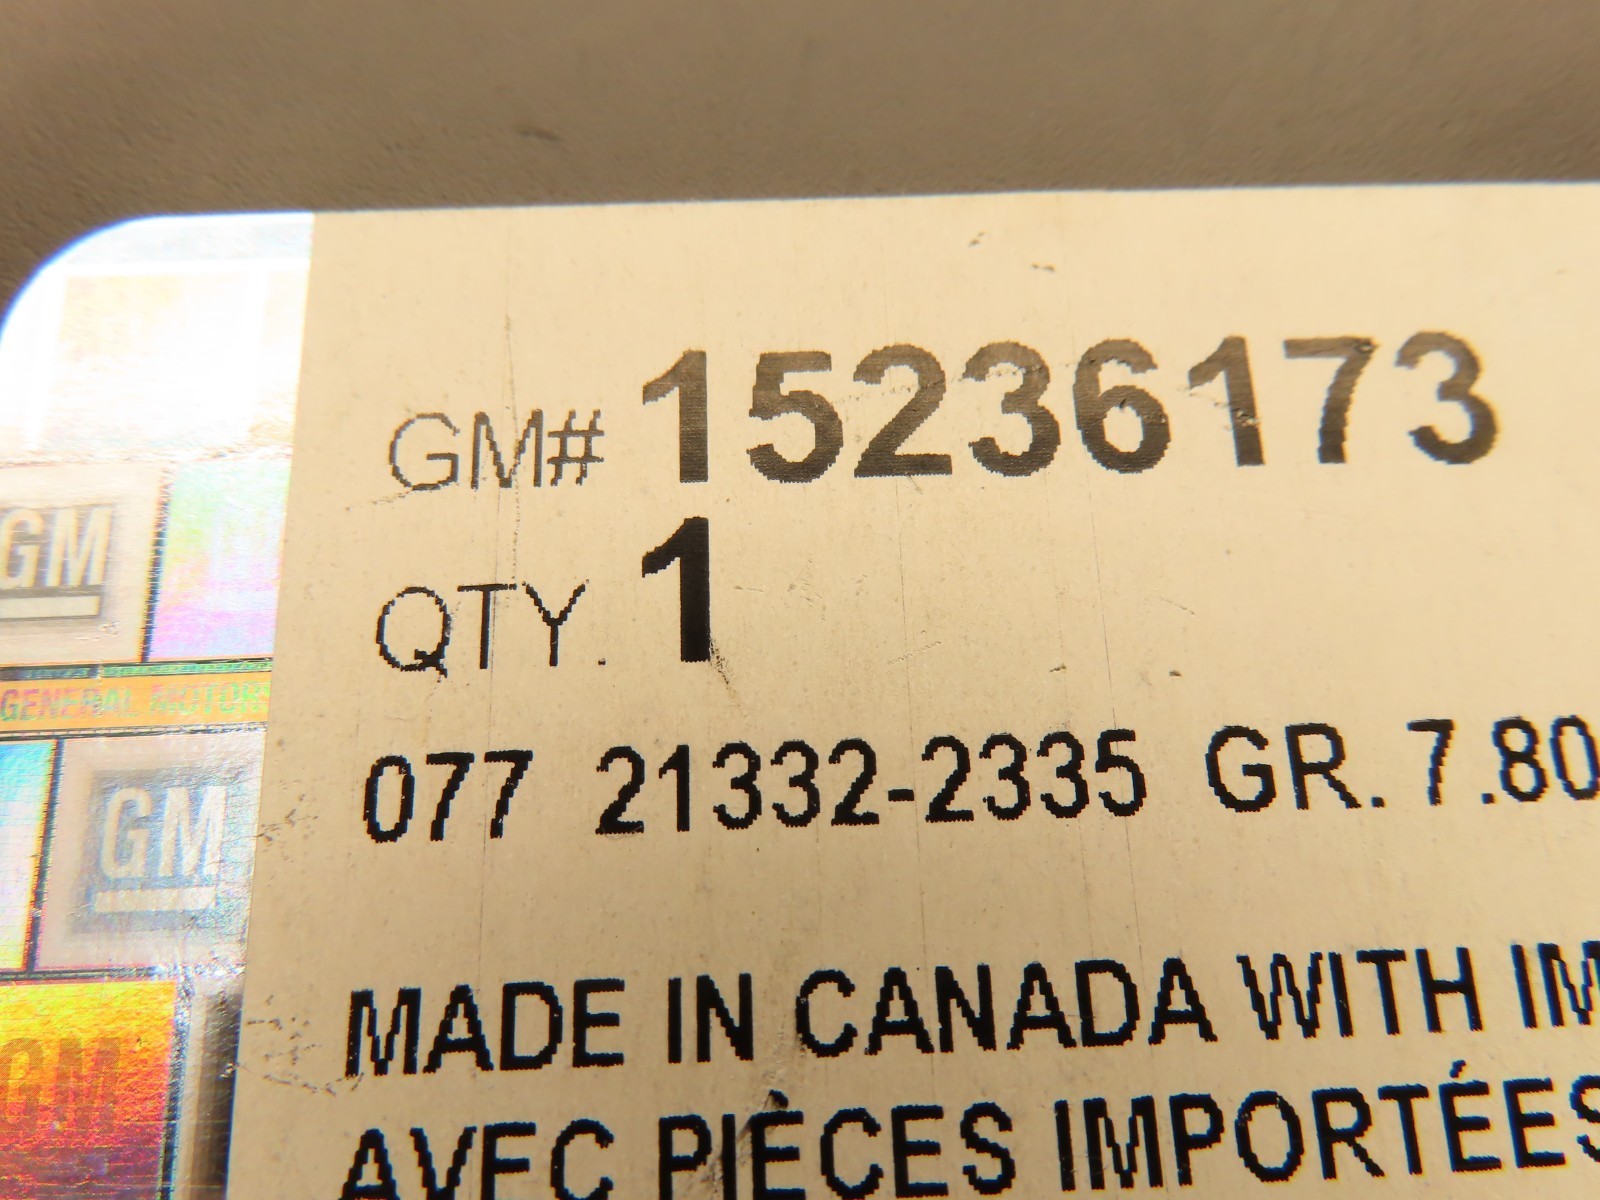 GM# 15236173
QTY. 1
077 21332-2335 GR. 7.80
MADE IN CANADA WITH
AVEC PIÈCES IMPORTÉES
GM
GENERAL MOTORS
GM
GM